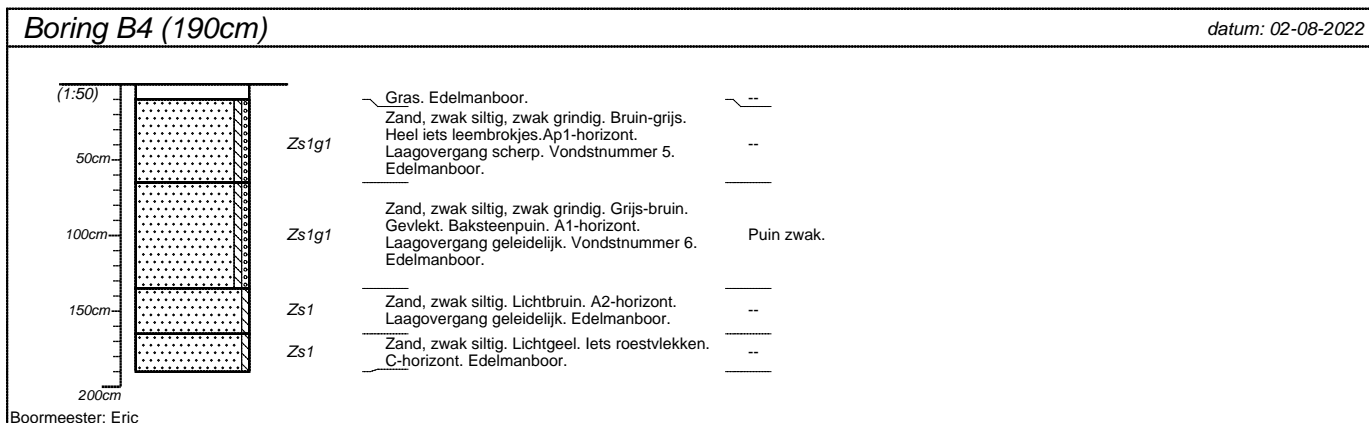 Boring B4 (190cm)
datum: 02-08-2022
(1:50)
50cm
100cm
150cm
200cm
Gras. Edelmanboor.
--
Zs1g1
Zand, zwak siltig, zwak grindig. Bruin-grijs.
Heel iets leembrokjes.Ap1-horizont.
Laagovergang scherp. Vondstnummer 5.
Edelmanboor.
--
Zs1g1
Zand, zwak siltig, zwak grindig. Grijs-bruin.
Gevlekt. Baksteenpuin. A1-horizont.
Laagovergang geleidelijk. Vondstnummer 6.
Edelmanboor.
Puin zwak.
Zs1
Zand, zwak siltig. Lichtbruin. A2-horizont.
Laagovergang geleidelijk. Edelmanboor.
--
Zs1
Zand, zwak siltig. Lichtgeel. Iets roestvlekken.
C-horizont. Edelmanboor.
--
Boormeester: Eric